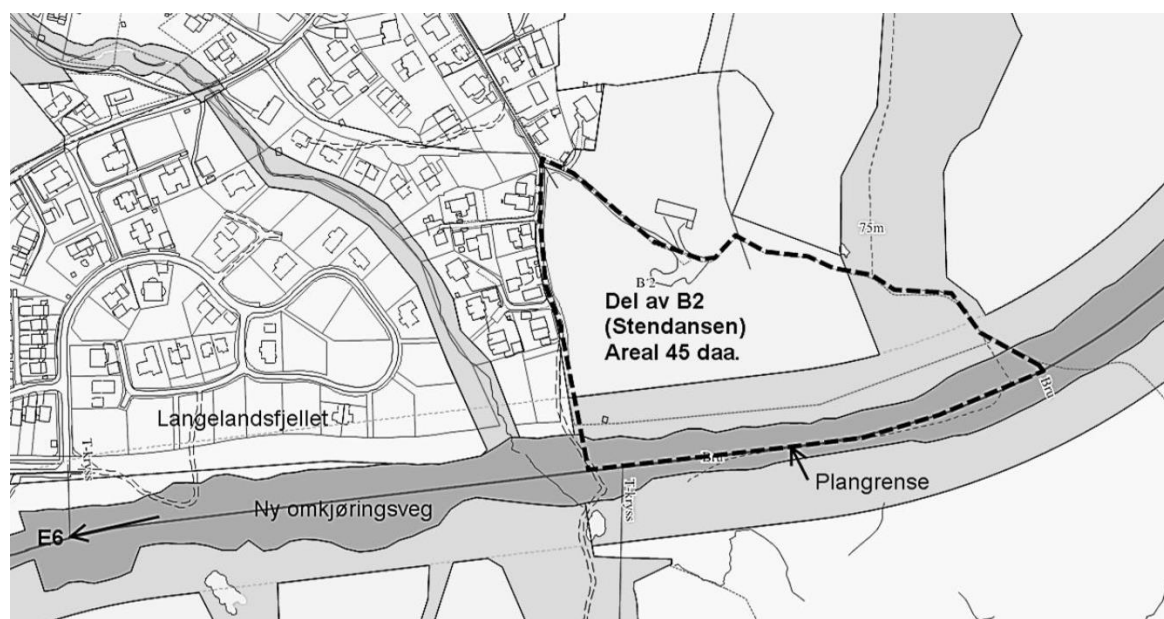 75m
B 2
Del av B2
(Stendansen)
Areal 45 daa.
Bru
Langelandsfjellet
T-kryss
Bru
Plangrense
T-kryss
Ny omkjøringsveg
E6